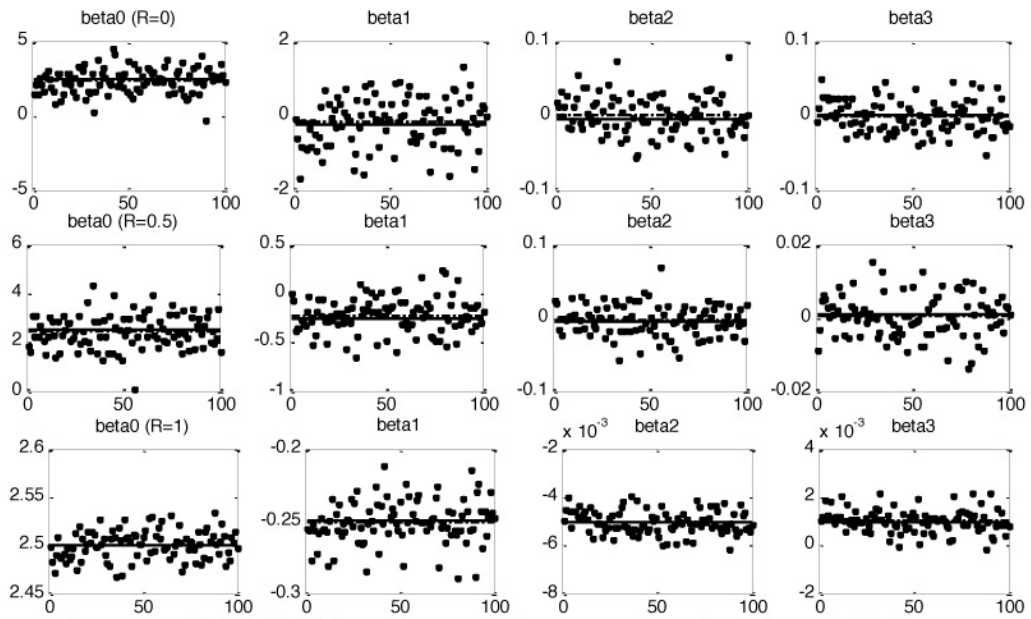 beta0 (R=0) beta1 beta2 beta3
5 2 0.1 0.1
0 0 0 0
-5 -2 -0.1 -0.1
0 50 100 0 50 100 0 50 100 0 50 100
beta0 (R=0.5) beta1 beta2 beta3
6 0.5 0.1 0.02
4 0
2 -0.5 0 0
0 -1 -0.1 -0.02
0 50 100 0 50 100 0 50 100 0 50 100
beta0 (R=1) beta1 x 10⁻³ beta2 x 10⁻³ beta3
2.6 -0.2 -2 4
2.55 -4 2
2.5 -0.25
-6 0
2.45 -0.3 -8 -2
0 50 100 0 50 100 0 50 100 0 50 100